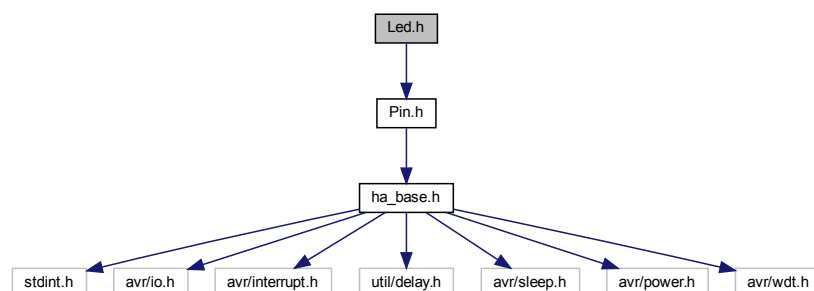 Led.h
Pin.h
ha_base.h
stdint.h
avr/io.h
avr/interrupt.h
util/delay.h
avr/sleep.h
avr/power.h
avr/wdt.h